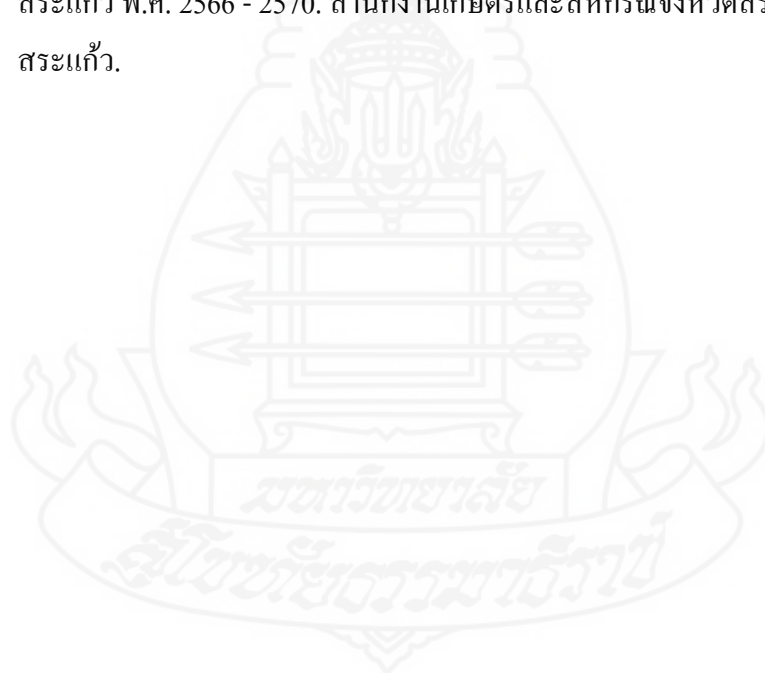 สระแก้ว พ.ศ. 2566 - 2570. สำนักงานเกษตรและสหกรณ์จังหวัดสระ
สระแก้ว.
มหาวิทยาลัย
สุโขทัยธรรมาธิราช